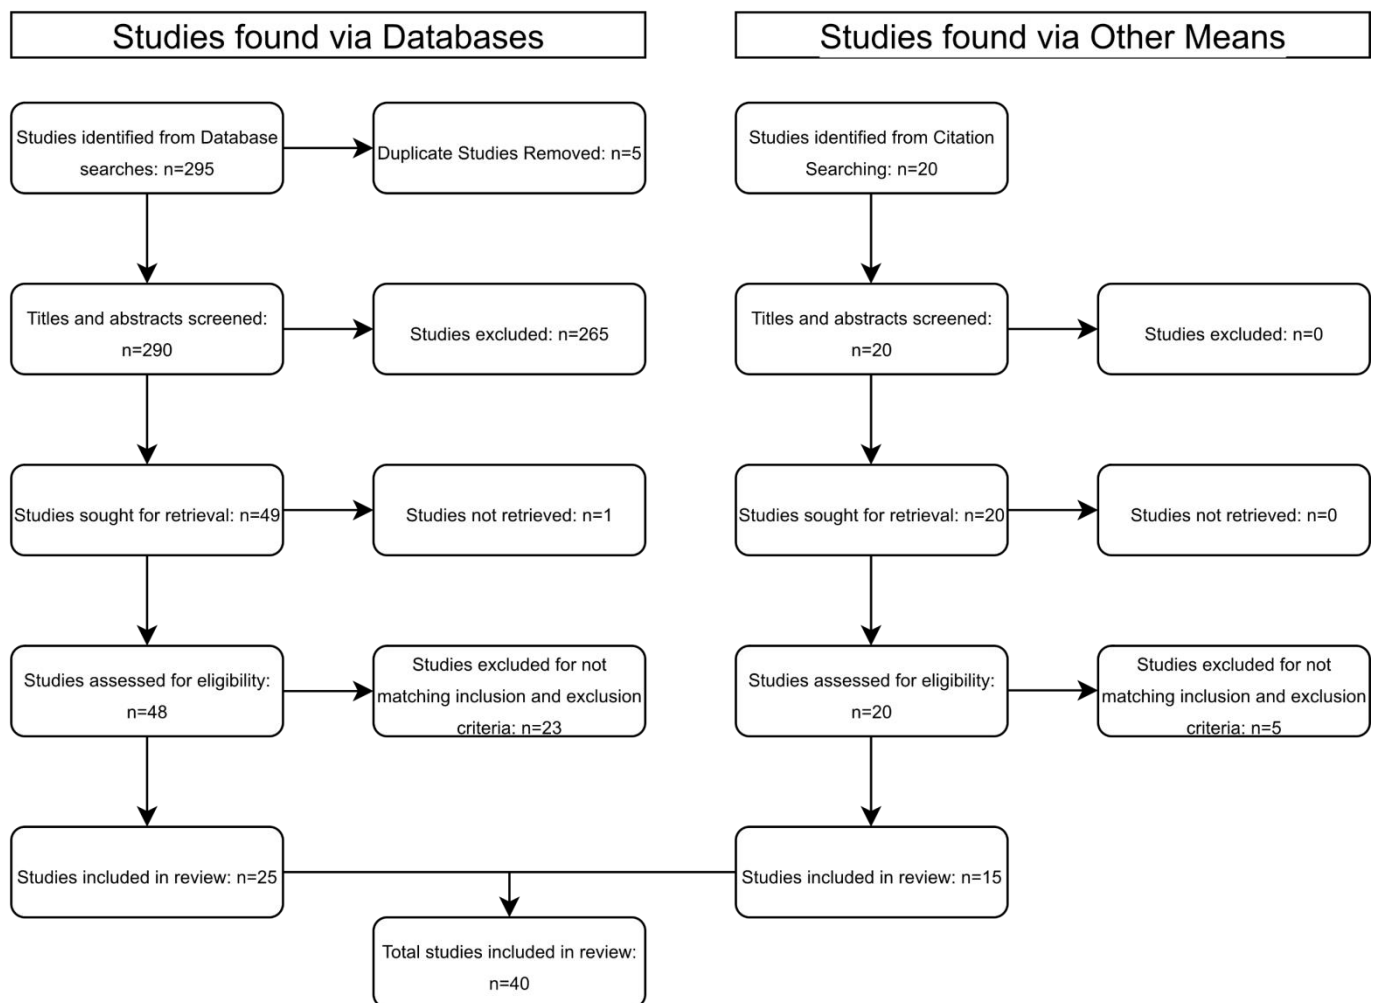 Studies found via Databases
Studies found via Other Means
Studies identified from Database
searches: n=295
Duplicate Studies Removed: n=5
Studies identified from Citation
Searching: n=20
Titles and abstracts screened:
n=290
Studies excluded: n=265
Titles and abstracts screened:
n=20
Studies excluded: n=0
Studies sought for retrieval: n=49
Studies not retrieved: n=1
Studies sought for retrieval: n=20
Studies not retrieved: n=0
Studies assessed for eligibility:
n=48
Studies excluded for not
matching inclusion and exclusion
criteria: n=23
Studies assessed for eligibility:
n=20
Studies excluded for not
matching inclusion and exclusion
criteria: n=5
Studies included in review: n=25
Studies included in review: n=15
Total studies included in review:
n=40